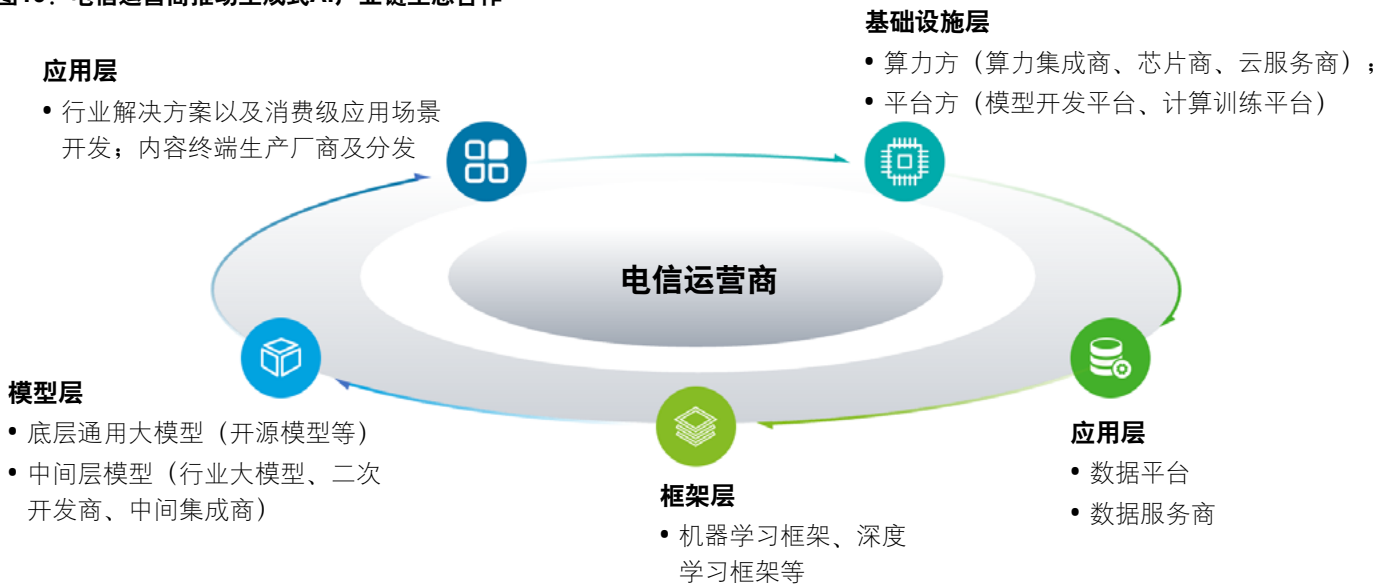 基础设施层
• 算力方（算力集成商、芯片商、云服务商）；
• 平台方（模型开发平台、计算训练平台）
应用层
• 行业解决方案以及消费级应用场景
开发；内容终端生产厂商及分发
电信运营商
模型层
• 底层通用大模型（开源模型等）
• 中间层模型（行业大模型、二次
开发商、中间集成商）
框架层
• 机器学习框架、深度
学习框架等
应用层
• 数据平台
• 数据服务商